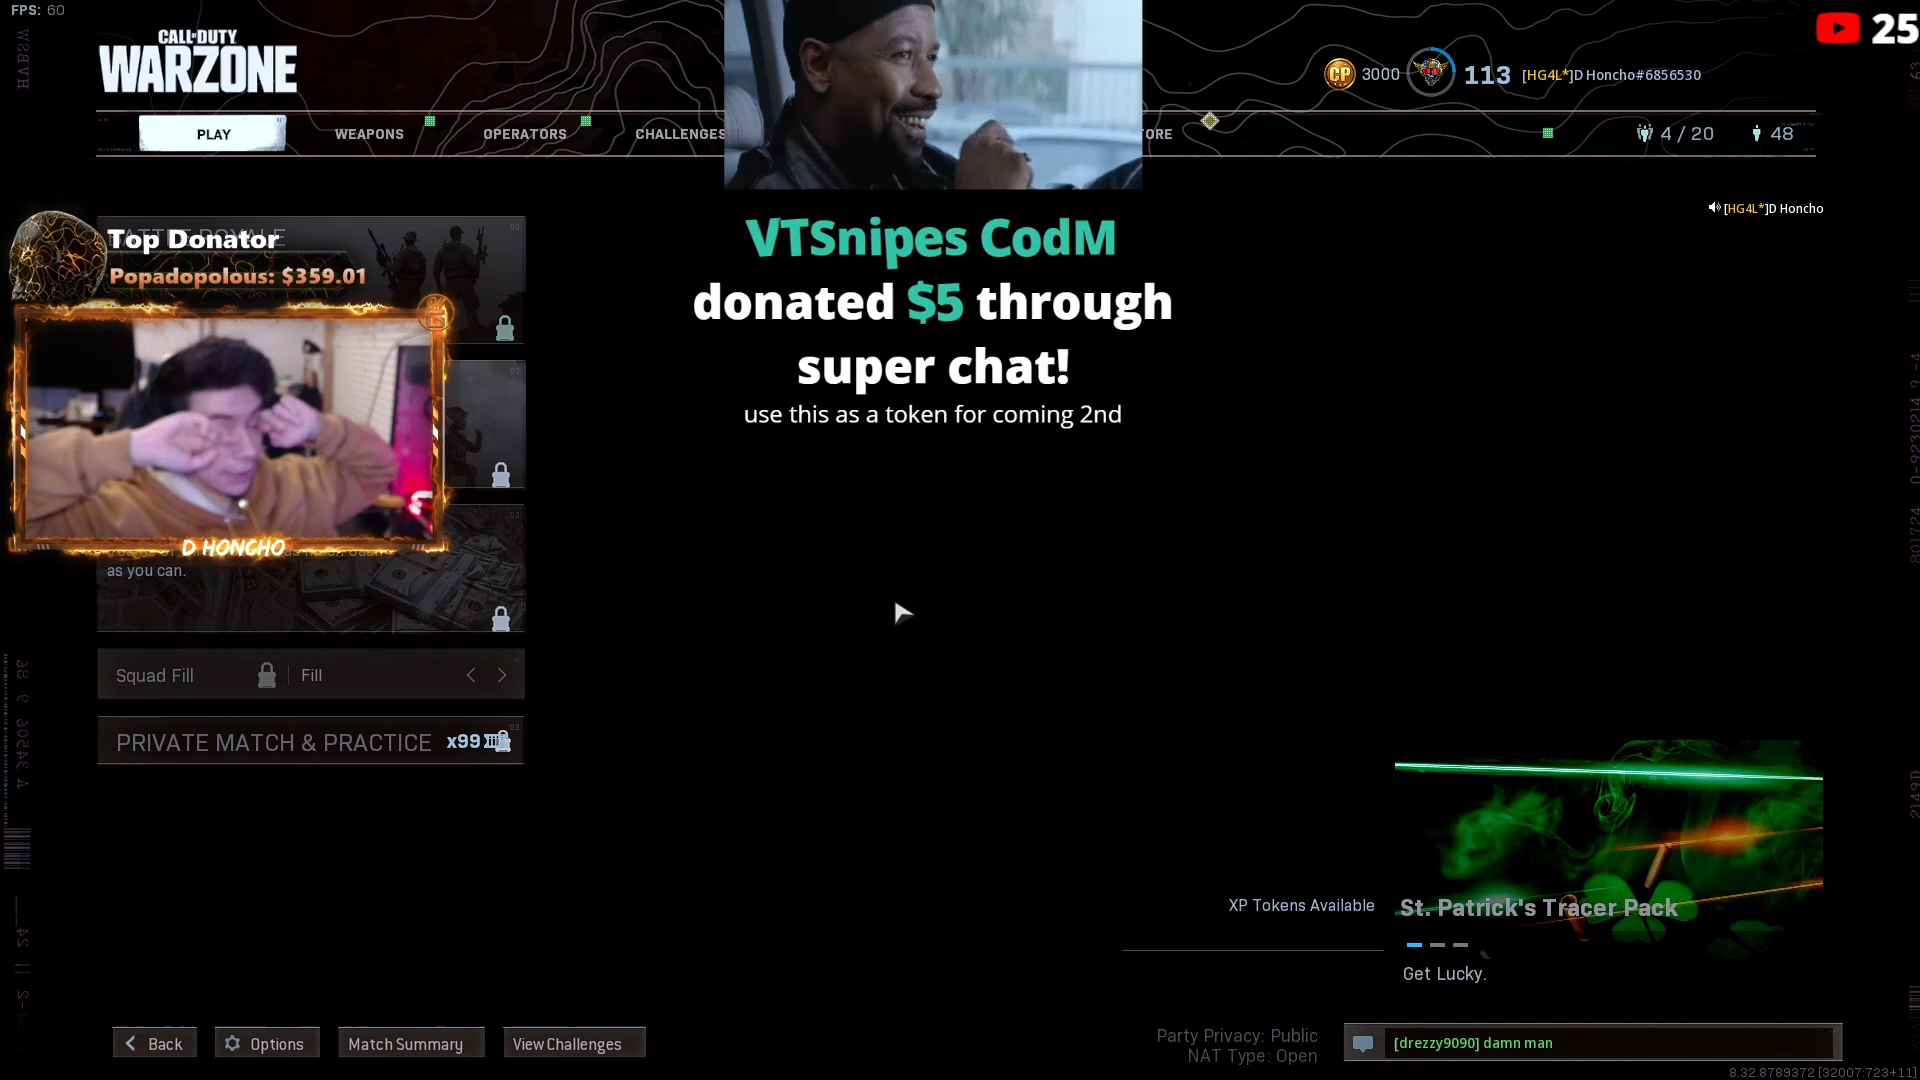 FPS: 60
CALL OF DUTY
WARZONE
25
CP 3000
113
[HG4L*]D Honcho#6856530
PLAY
WEAPONS
OPERATORS
CHALLENGES
ORE
4 / 20
48
[HG4L*]D Honcho
BATTLE ROYALE
Top Donator
Popadopolous: $359.01
VTSnipes CodM
donated $5 through
super chat!
use this as a token for coming 2nd
D HONCHO
as you can.
Squad Fill
Fill
PRIVATE MATCH & PRACTICE
x99
XP Tokens Available
St. Patrick's Tracer Pack
Get Lucky.
Back
Options
Match Summary
View Challenges
Party Privacy: Public
NAT Type: Open
[drezzy9090] damn man
8.32.8789372 [32007:723+11]